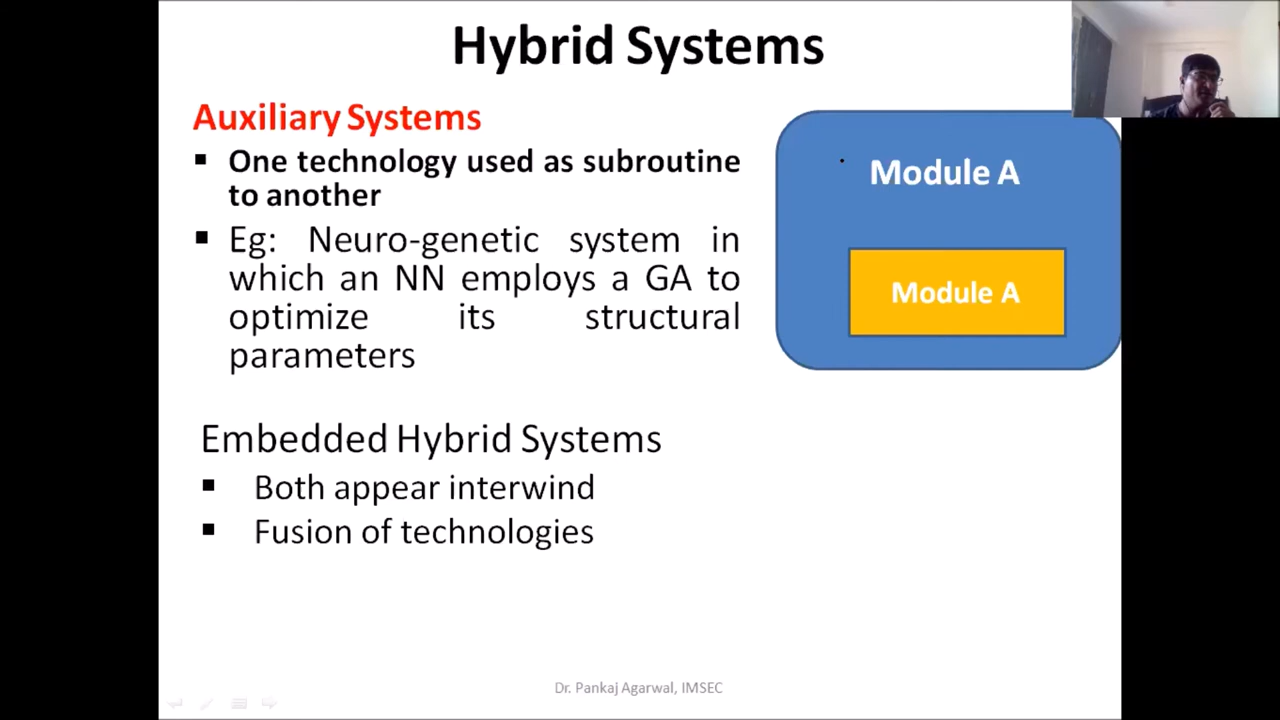 Hybrid Systems
Auxiliary Systems
▪ One technology used as subroutine
to another
▪ Eg: Neuro-genetic system in
which an NN employs a GA to
optimize its structural
parameters
Module A
Module A
Embedded Hybrid Systems
▪ Both appear interwind
▪ Fusion of technologies
Dr. Pankaj Agarwal, IMSEC